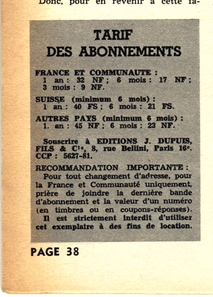 Donc, pour en revenir à cette fa-
TARIF
DES ABONNEMENTS
FRANCE ET COMMUNAUTE :
1 an : 32 NF ; 6 mois : 17 NF ;
3 mois : 9 NF.
SUISSE (minimum 6 mois) :
1 an : 40 FS ; 6 mois : 21 FS.
AUTRES PAYS (minimum 6 mois) :
1 an : 45 NF ; 6 mois : 23 NF.
Souscrire à EDITIONS J. DUPUIS,
FILS & Cie, 8, rue Bellini, Paris 16e.
CCP : 5627-81.
RECOMMANDATION IMPORTANTE :
Pour tout changement d'adresse, pour
la France et Communauté uniquement,
prière de joindre la dernière bande
d'abonnement et la valeur d'un numéro
(en timbres ou en coupons-réponses).
Il est strictement interdit d'utiliser
cet exemplaire à des fins de location.
PAGE 38